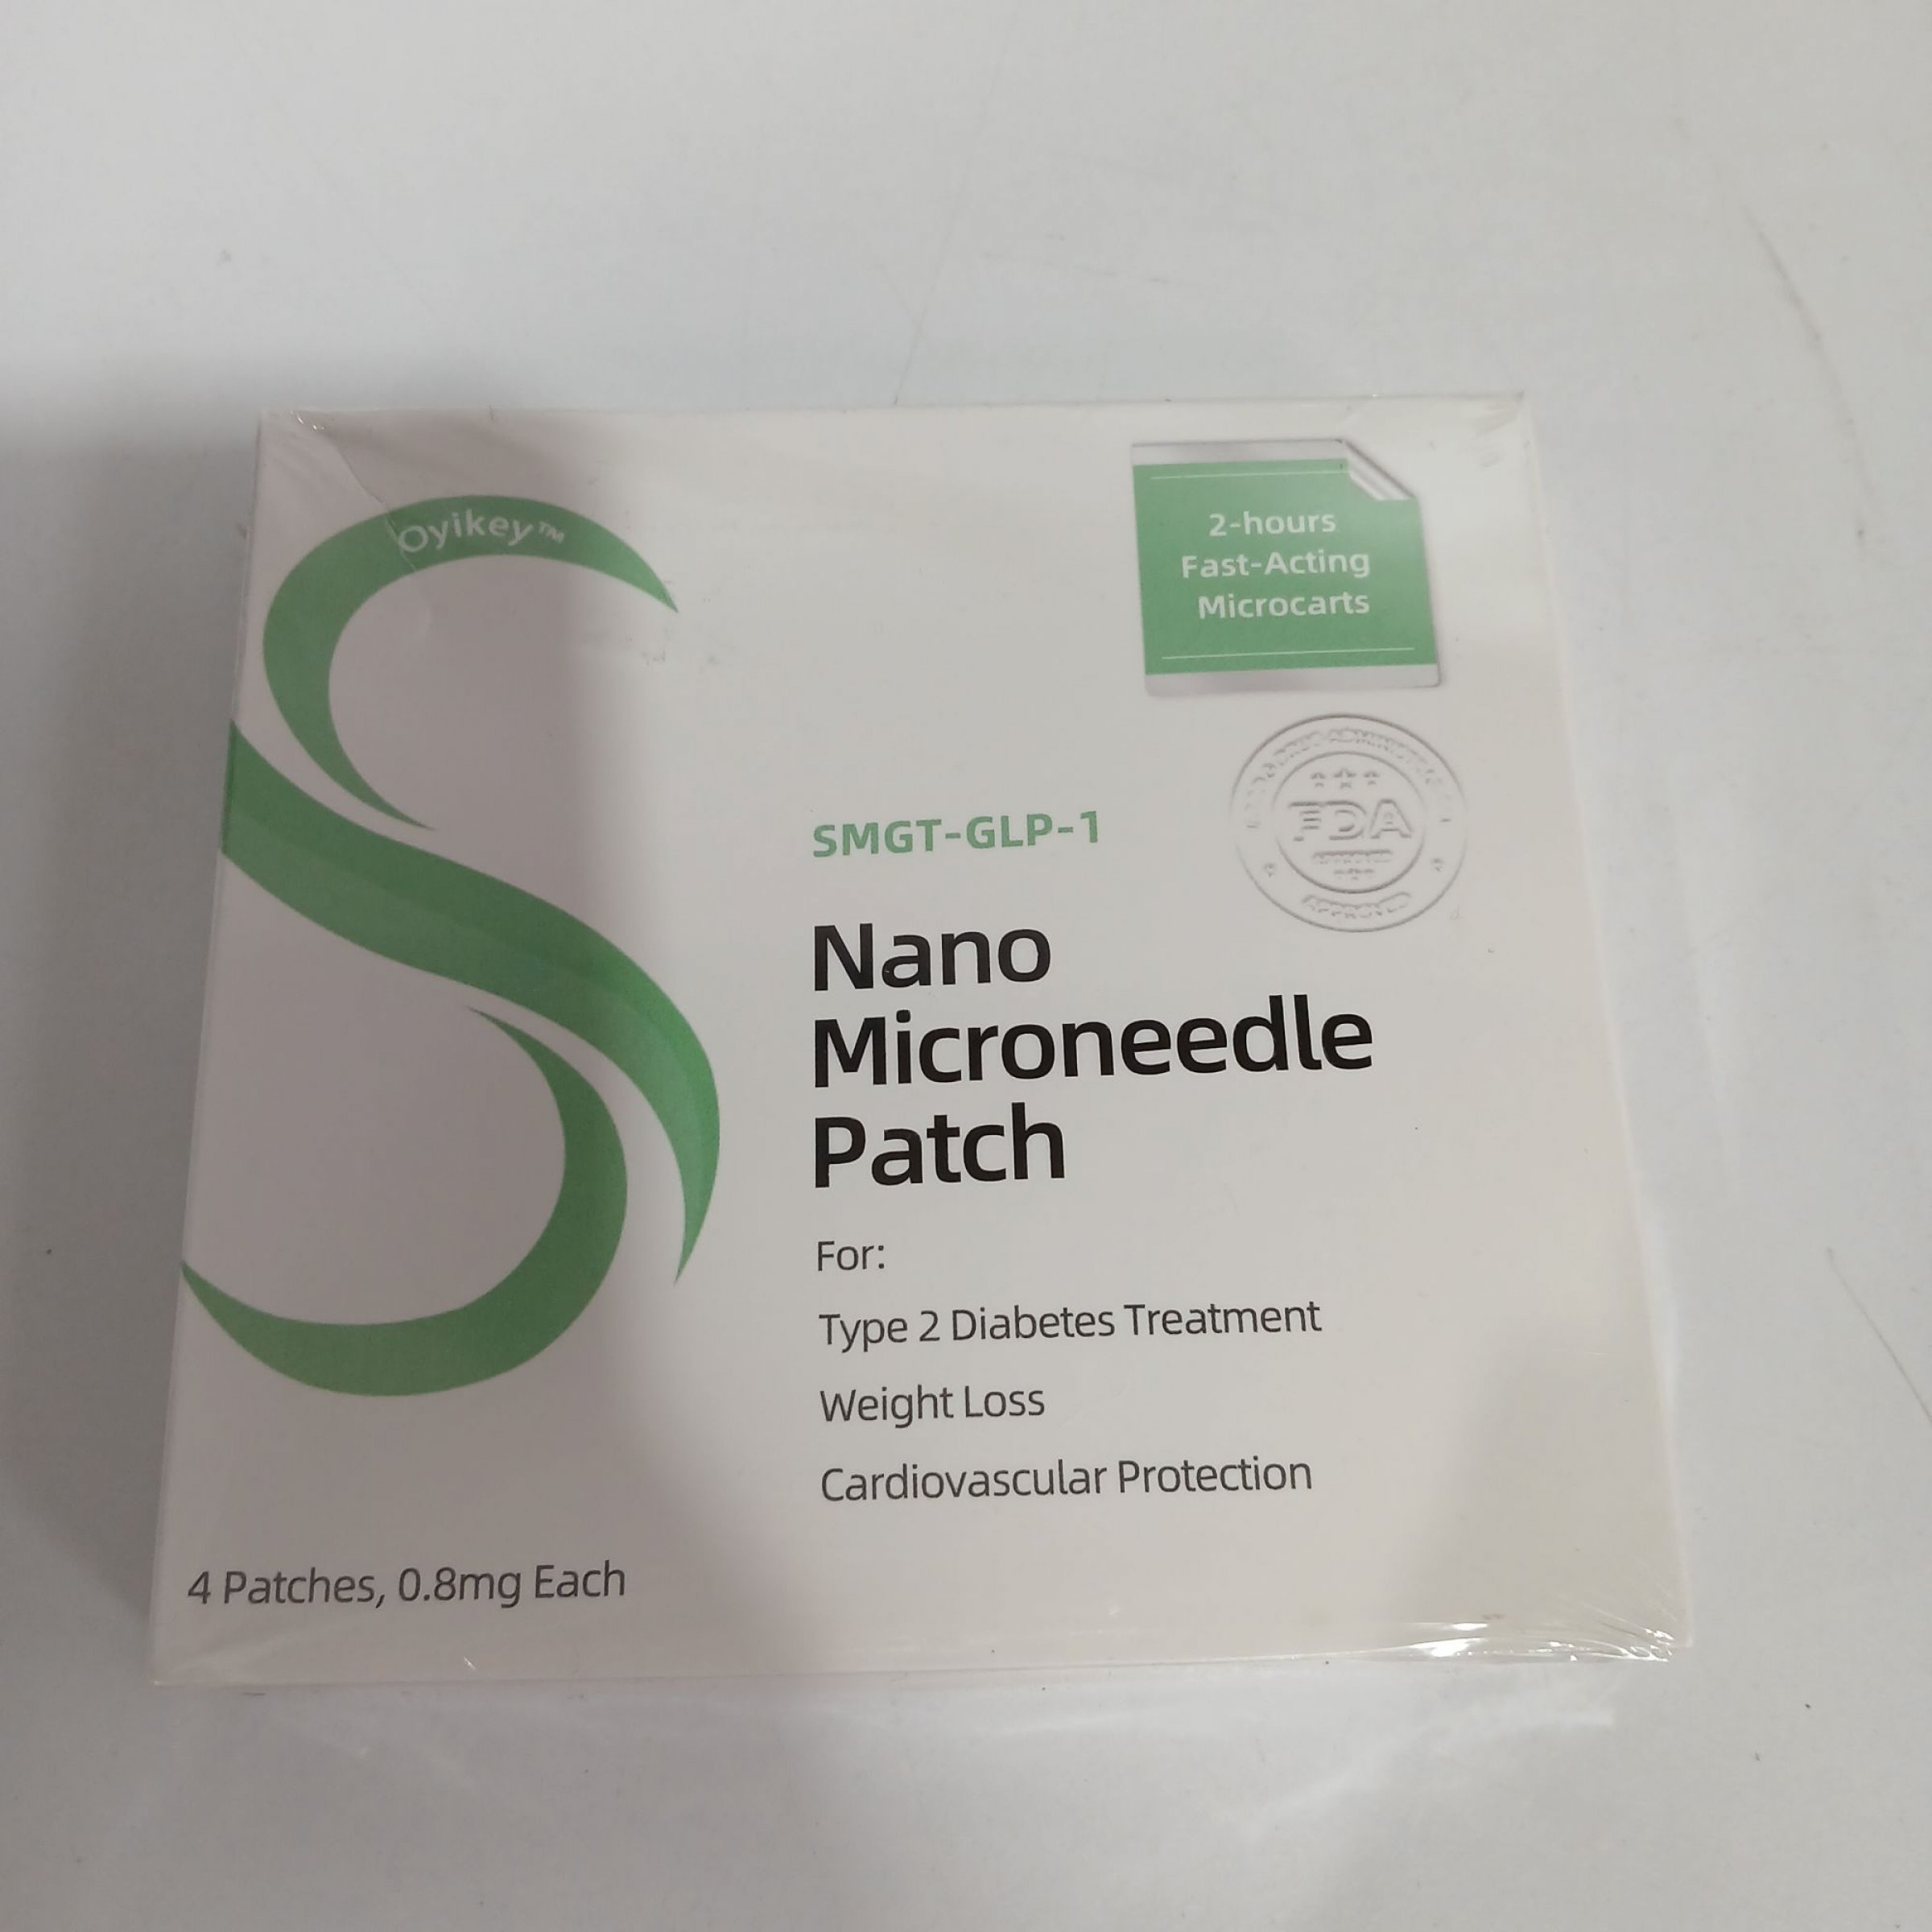 Oyikey™
2-hours
Fast-Acting
Microcarts
FDA
APPROVED
SMGT-GLP-1
Nano
Microneedle
Patch
For:
Type 2 Diabetes Treatment
Weight Loss
Cardiovascular Protection
4 Patches, 0.8mg Each